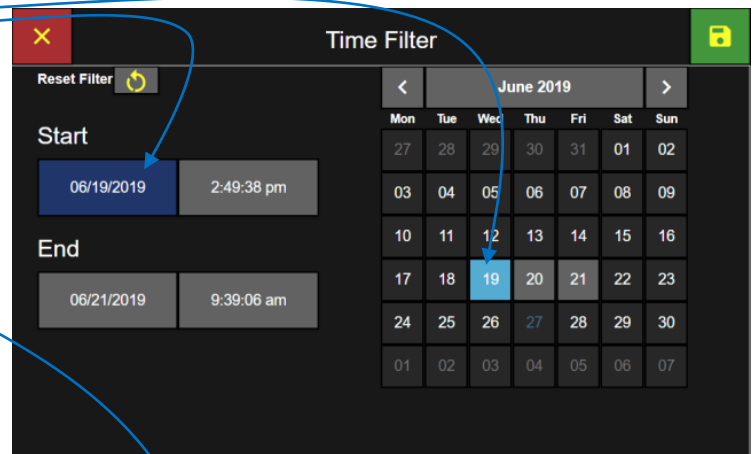 Time Filter
Reset Filter
Start
06/19/2019 2:49:38 pm
End
06/21/2019 9:39:06 am
< June 2019 >
Mon Tue Wed Thu Fri Sat Sun
27 28 29 30 31 01 02
03 04 05 06 07 08 09
10 11 12 13 14 15 16
17 18 19 20 21 22 23
24 25 26 27 28 29 30
01 02 03 04 05 06 07